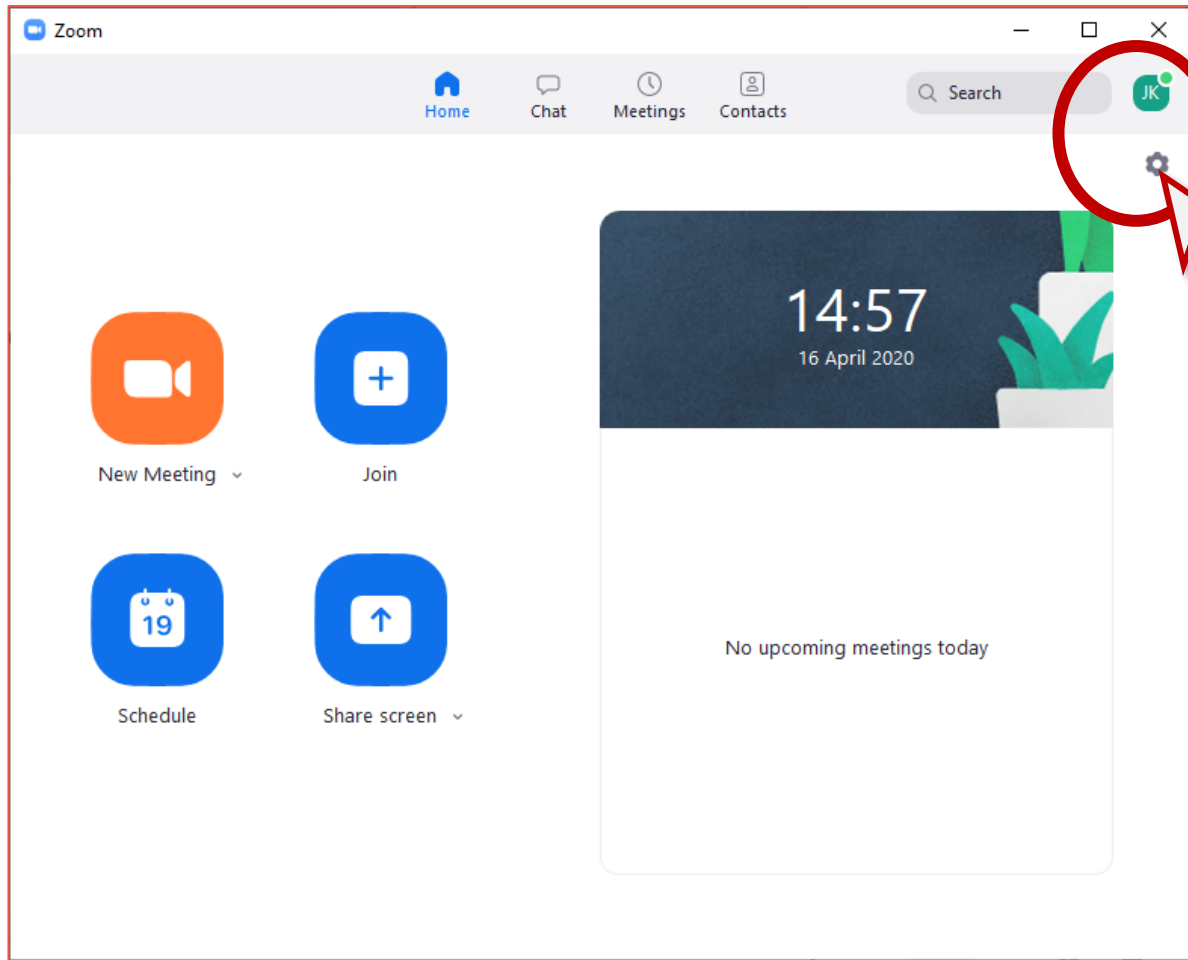 Zoom
Home
Chat
Meetings
Contacts
Search
JK
14:57
16 April 2020
New Meeting
Join
19
Schedule
Share screen
No upcoming meetings today